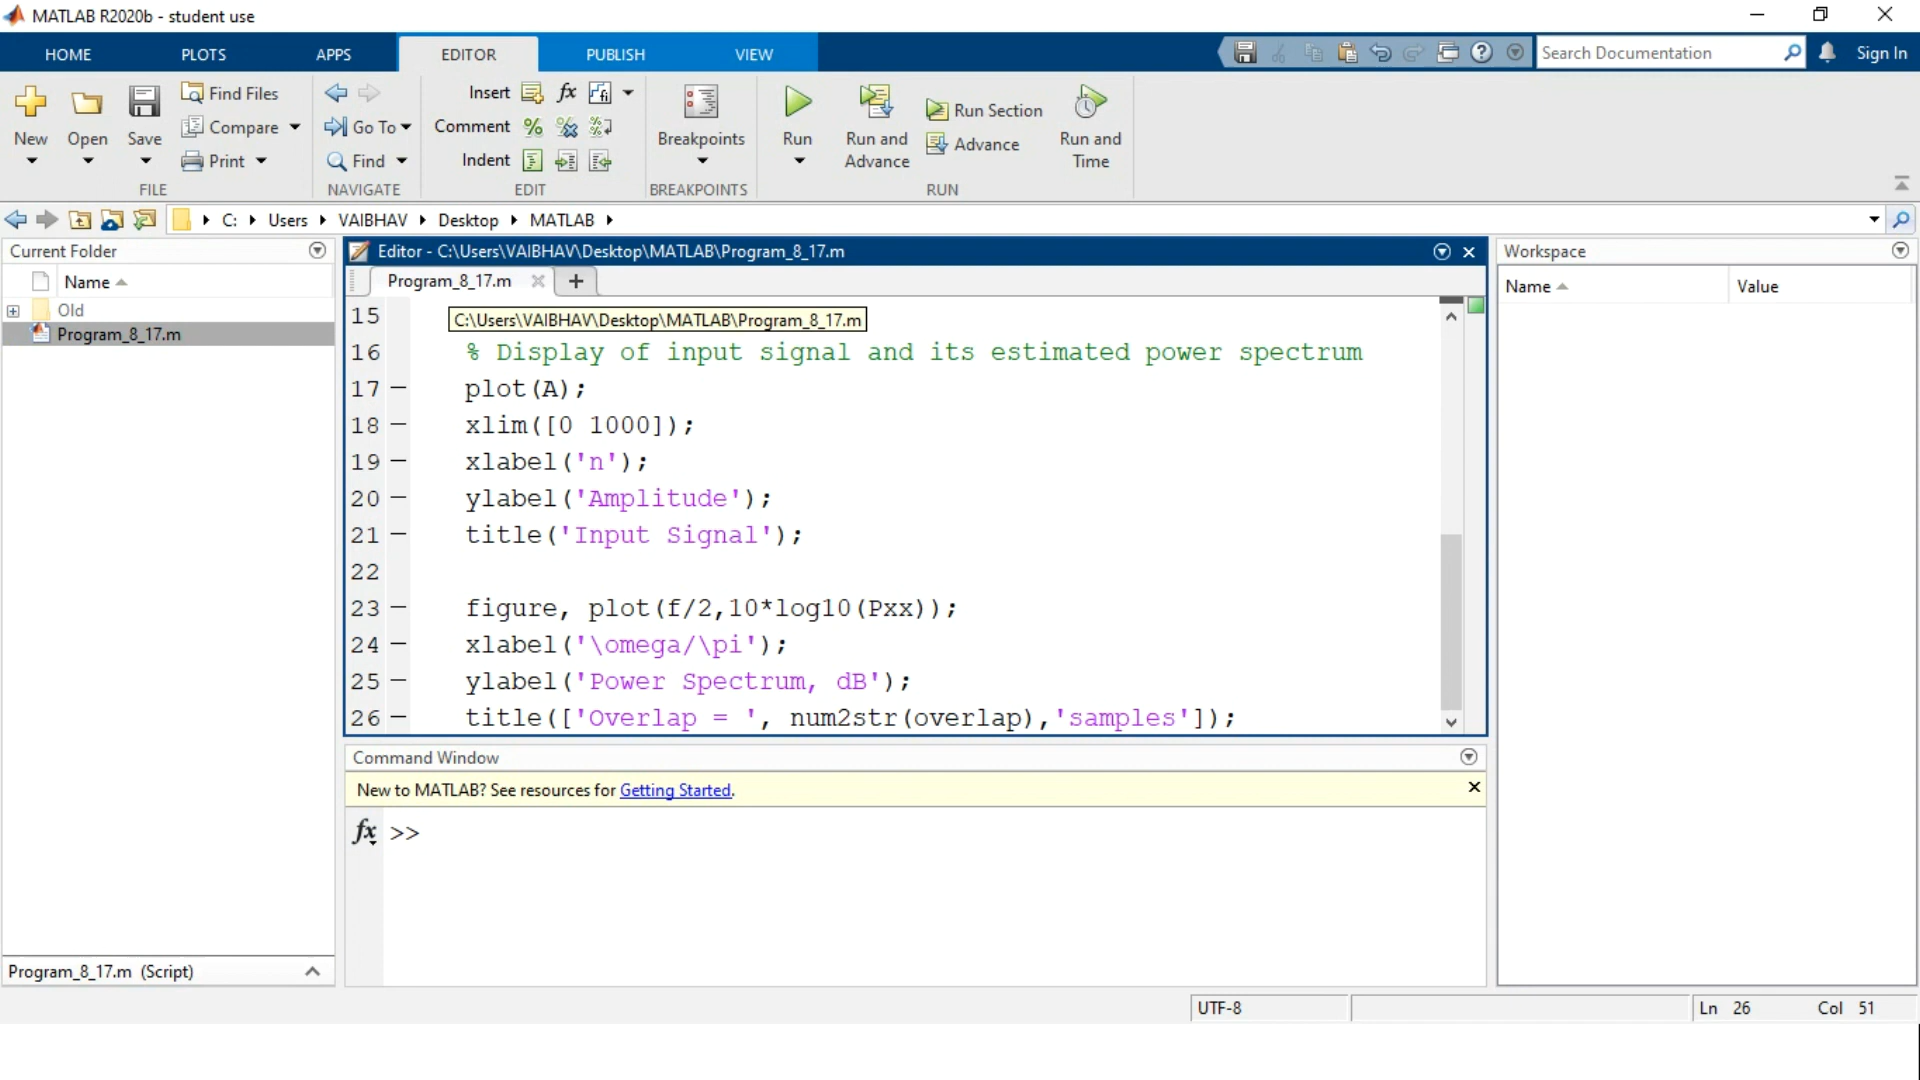 MATLAB R2020b - student use
HOME PLOTS APPS EDITOR PUBLISH VIEW Search Documentation Sign In
New Open Save Find Files Compare Print
FILE
Go To Find
NAVIGATE
Insert fx
Comment
Indent
EDIT
Breakpoints
BREAKPOINTS
Run Run and Advance Run Section Advance Run and Time
RUN
C: Users VAIBHAV Desktop MATLAB
Current Folder
Name
Old
Program_8_17.m
Program_8_17.m (Script)
Editor - C:\Users\VAIBHAV\Desktop\MATLAB\Program_8_17.m
Program_8_17.m +
C:\Users\VAIBHAV\Desktop\MATLAB\Program_8_17.m
15
16 % Display of input signal and its estimated power spectrum
17 – plot(A);
18 – xlim([0 1000]);
19 – xlabel('n');
20 – ylabel('Amplitude');
21 – title('Input Signal');
22
23 – figure, plot(f/2,10*log10(Pxx));
24 – xlabel('\omega/\pi');
25 – ylabel('Power Spectrum, dB');
26 – title(['Overlap = ', num2str(overlap),'samples']);
Command Window
New to MATLAB? See resources for Getting Started.
fx >>
Workspace
Name Value
UTF-8 Ln 26 Col 51